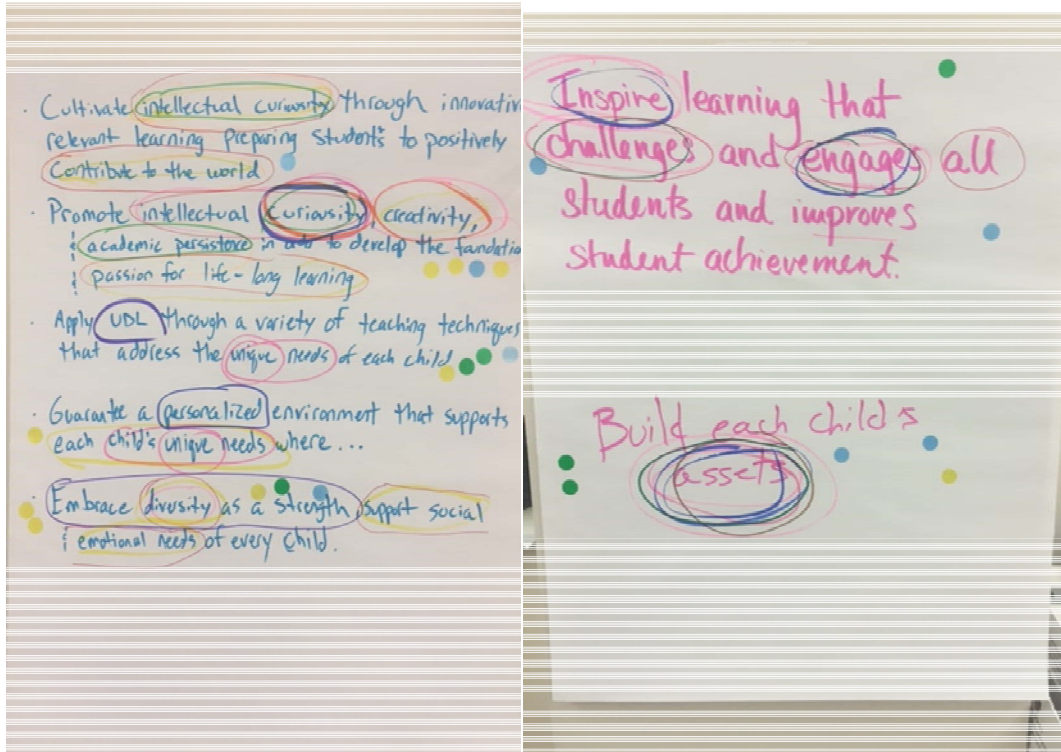 · Cultivate intellectual curiosity through innovativ
relevant learning preparing students to positively
contribute to the world
· Promote intellectual curiosity, creativity,
& academic persistence in to develop the foundatio
& passion for life-long learning
· Apply UDL through a variety of teaching techniques
that address the unique needs of each child
· Guarantee a personalized environment that supports
each child's unique needs where...
· Embrace diversity as a strength, support social
& emotional needs of every child.
Inspire learning that
challenges and engages all
students and improves
student achievement.
Build each child's
assets